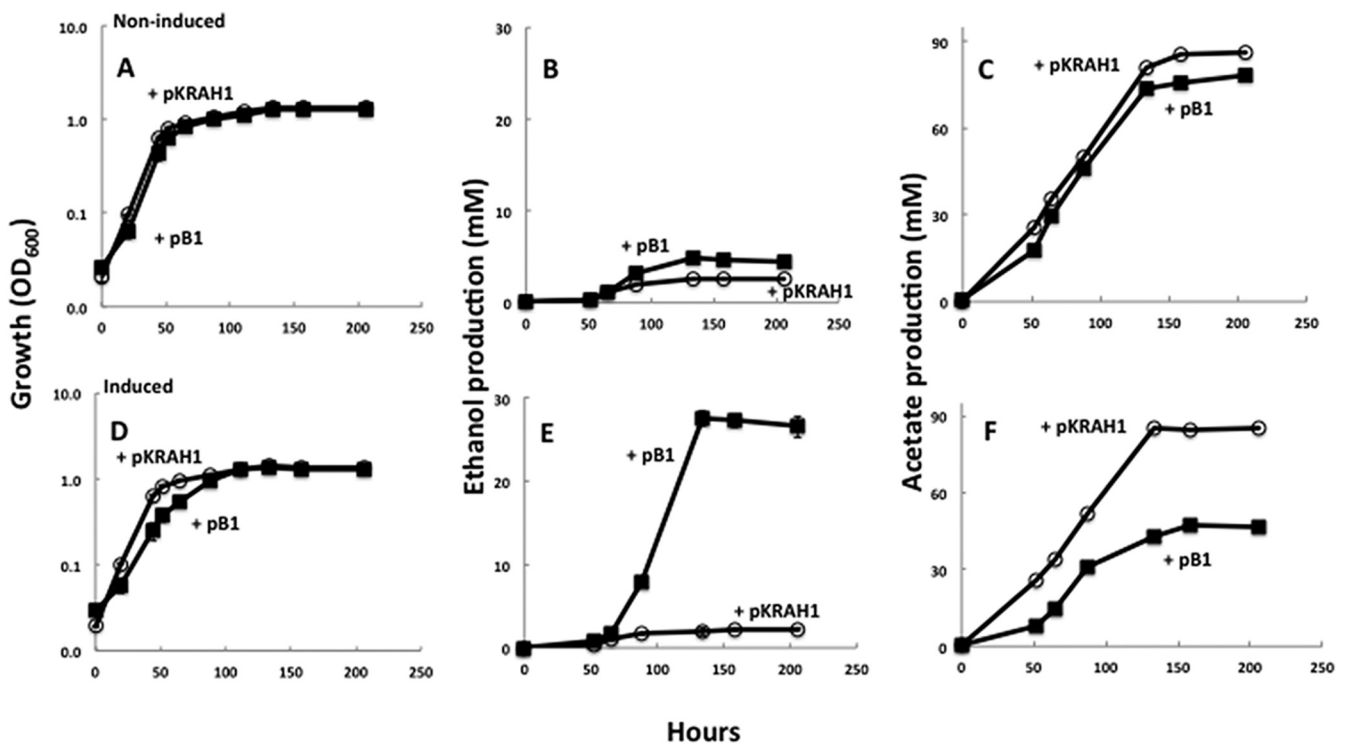 Growth (OD600)
Non-induced
A
10.0
1.0
0.1
0.0
+ pKRAH1
+ pB1
0 50 100 150 200 250
Ethanol production (mM)
B
30
20
10
0
+ pB1
+ pKRAH1
0 50 100 150 200 250
Acetate production (mM)
C
90
60
30
0
+ pKRAH1
+ pB1
0 50 100 150 200 250
Induced
D
10.0
1.0
0.1
0.0
+ pKRAH1
+ pB1
0 50 100 150 200 250
E
30
20
10
0
+ pB1
+ pKRAH1
0 50 100 150 200 250
F
90
60
30
0
+ pKRAH1
+ pB1
0 50 100 150 200 250
Hours